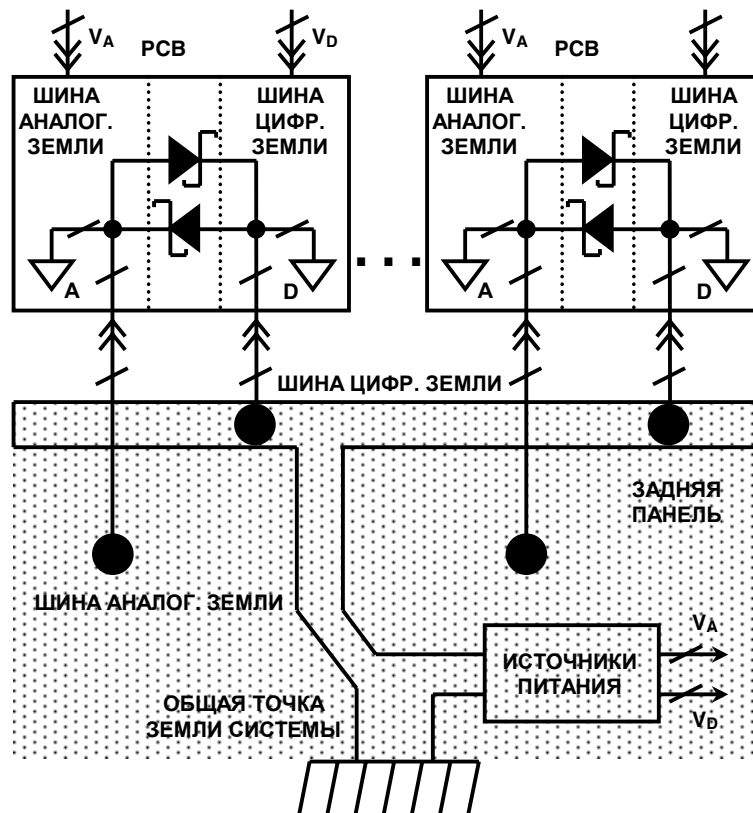 VA
PCB
VD
VA
PCB
ШИНА
АНАЛОГ.
ЗЕМЛИ
ШИНА
ЦИФР.
ЗЕМЛИ
ШИНА
АНАЛОГ.
ЗЕМЛИ
ШИНА
ЦИФР.
ЗЕМЛИ
A
D
A
D
ШИНА ЦИФР. ЗЕМЛИ
ЗАДНЯЯ
ПАНЕЛЬ
ШИНА АНАЛОГ. ЗЕМЛИ
VA
ИСТОЧНИКИ
ПИТАНИЯ
VD
ОБЩАЯ ТОЧКА
ЗЕМЛИ СИСТЕМЫ